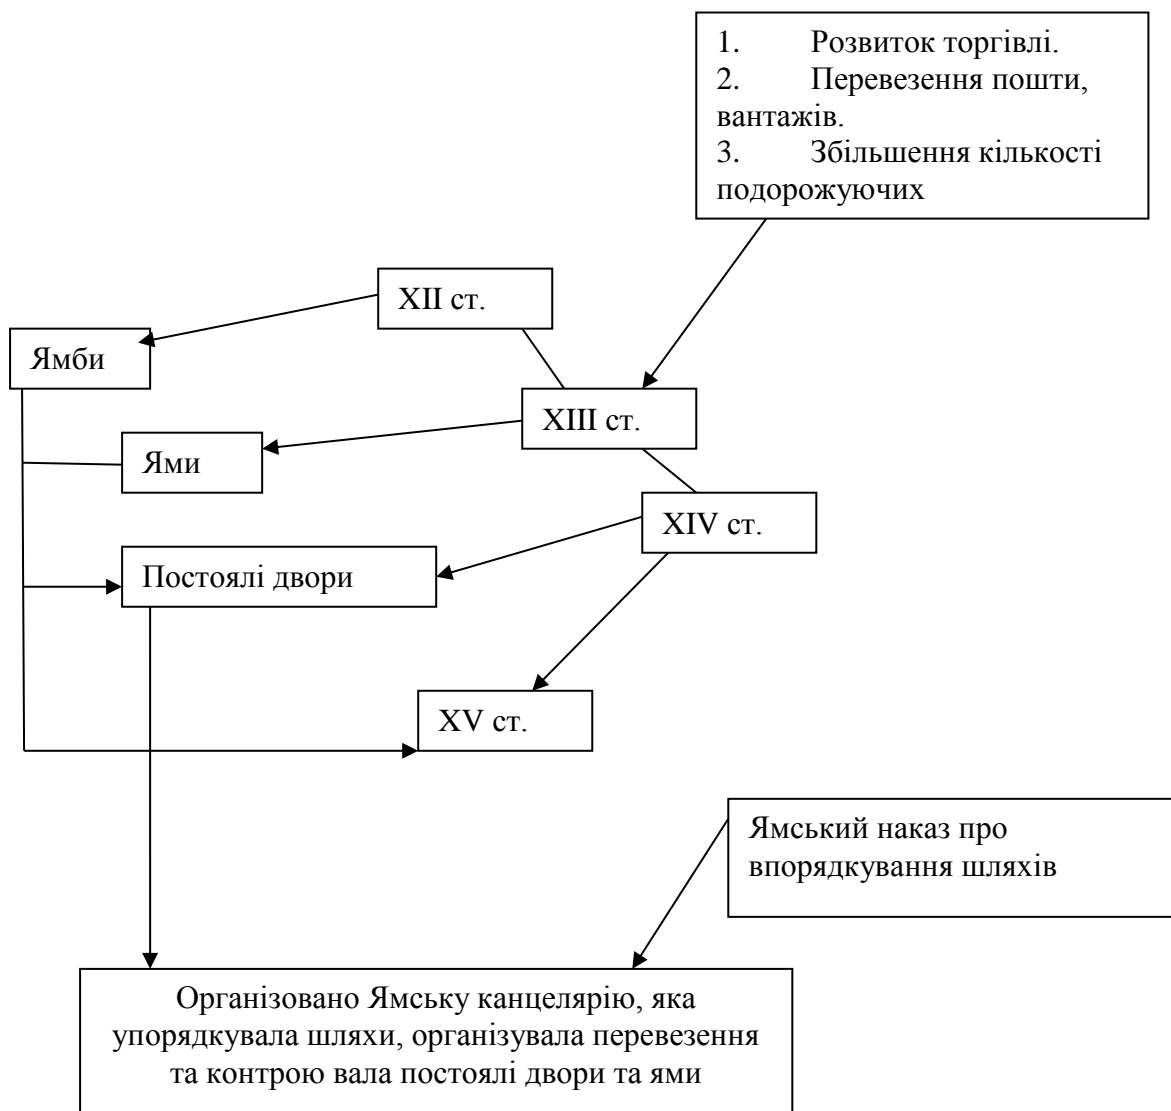 1. Розвиток торгівлі.
2. Перевезення пошти,
вантажів.
3. Збільшення кількості
подорожуючих
XII ст.
Ямби
XIII ст.
Ями
XIV ст.
Постоялі двори
XV ст.
Ямський наказ про
впорядкування шляхів
Організовано Ямську канцелярію, яка
упорядкувала шляхи, організувала перевезення
та контрою вала постоялі двори та ями